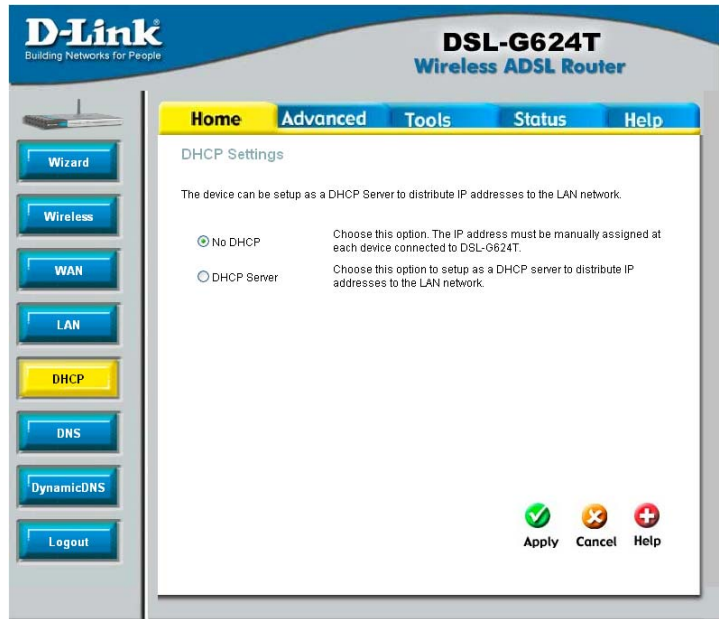 D-Link
Building Networks for People
DSL-G624T
Wireless ADSL Router
Home Advanced Tools Status Help
Wizard
Wireless
WAN
LAN
DHCP
DNS
DynamicDNS
Logout
DHCP Settings
The device can be setup as a DHCP Server to distribute IP addresses to the LAN network.
No DHCP
Choose this option. The IP address must be manually assigned at
each device connected to DSL-G624T.
DHCP Server
Choose this option to setup as a DHCP server to distribute IP
addresses to the LAN network.
Apply Cancel Help